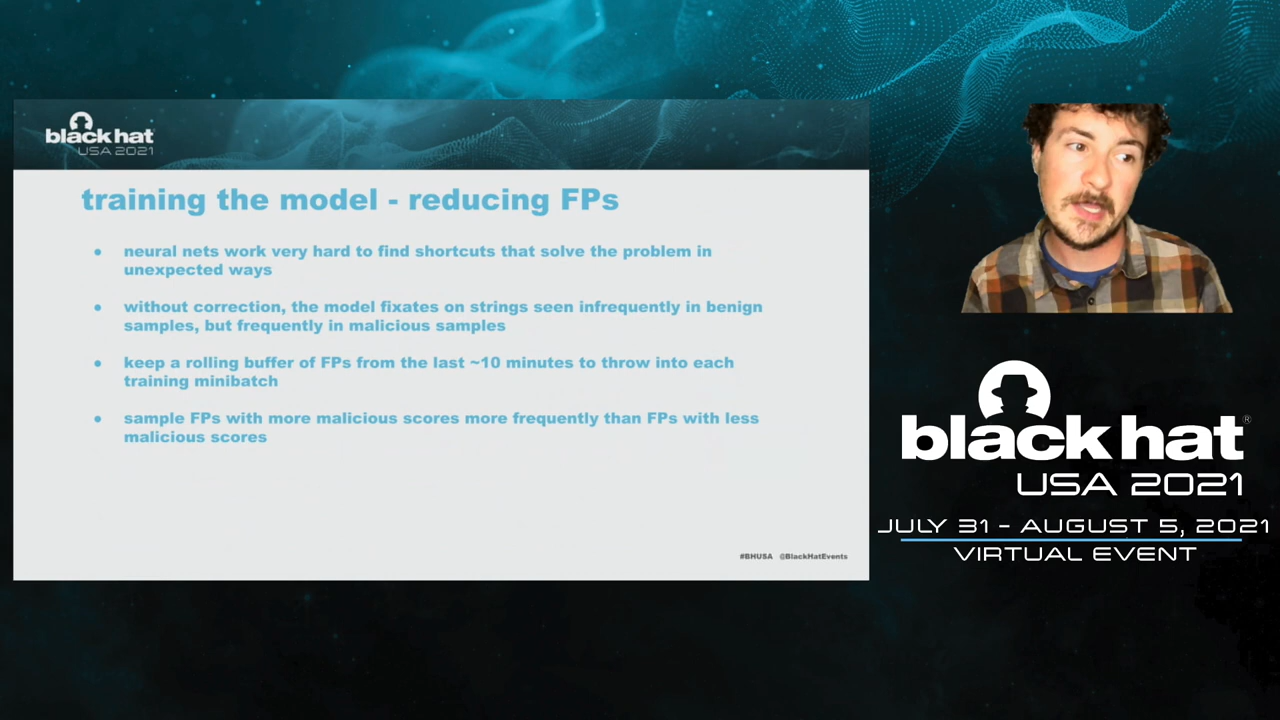 black hat
USA 2021
training the model - reducing FPs
● neural nets work very hard to find shortcuts that solve the problem in
unexpected ways
● without correction, the model fixates on strings seen infrequently in benign
samples, but frequently in malicious samples
● keep a rolling buffer of FPs from the last ~10 minutes to throw into each
training minibatch
● sample FPs with more malicious scores more frequently than FPs with less
malicious scores
#BHUSA @BlackHatEvents
black hat®
USA 2021
JULY 31 - AUGUST 5, 2021
VIRTUAL EVENT